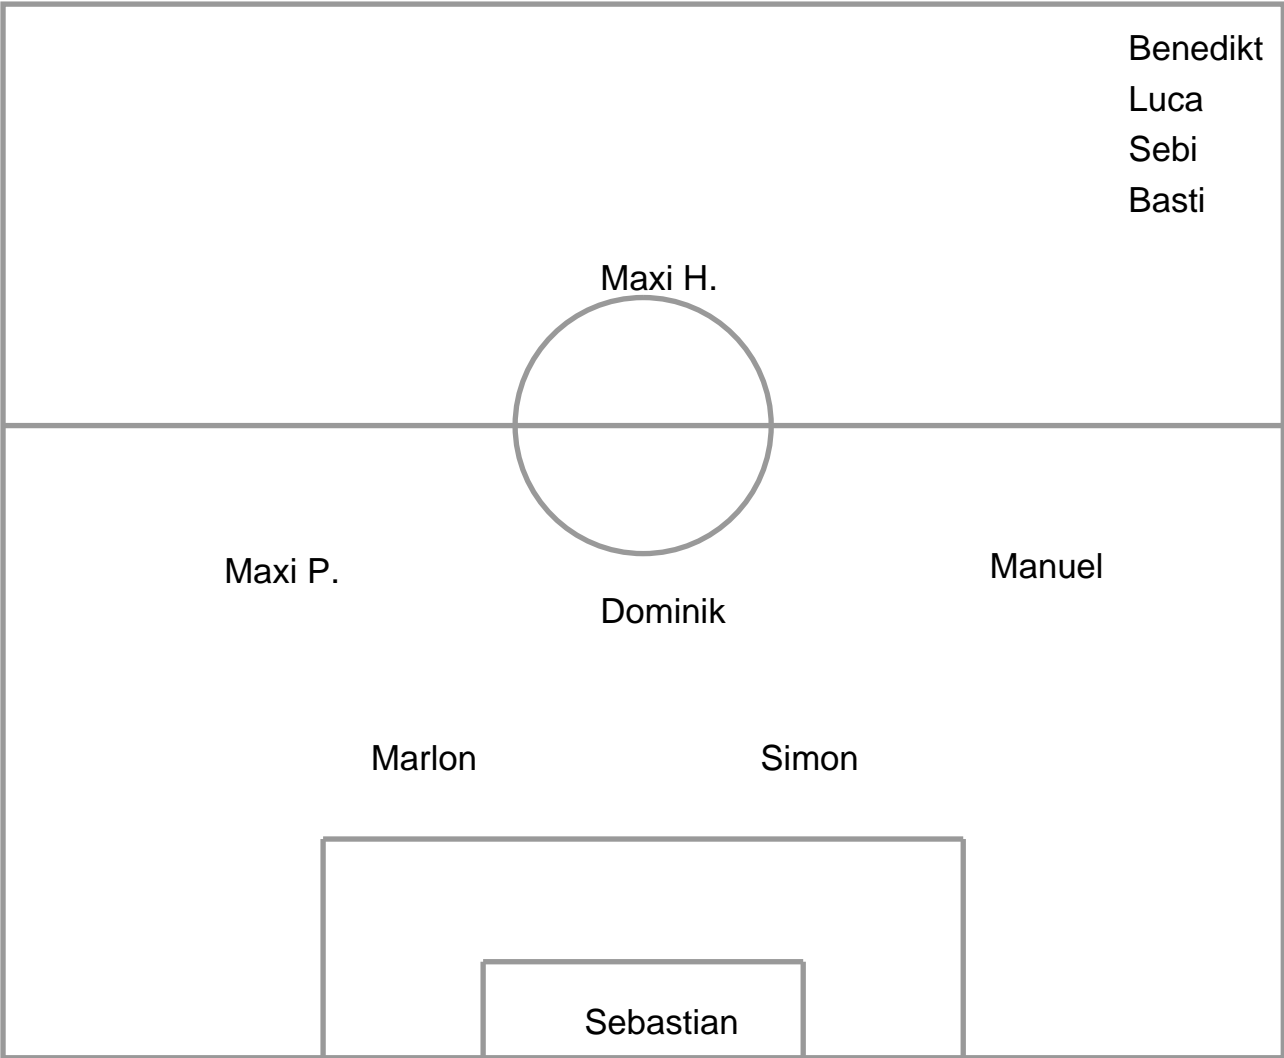 Benedikt
Luca
Sebi
Basti
Maxi H.
Maxi P.
Manuel
Dominik
Marlon
Simon
Sebastian